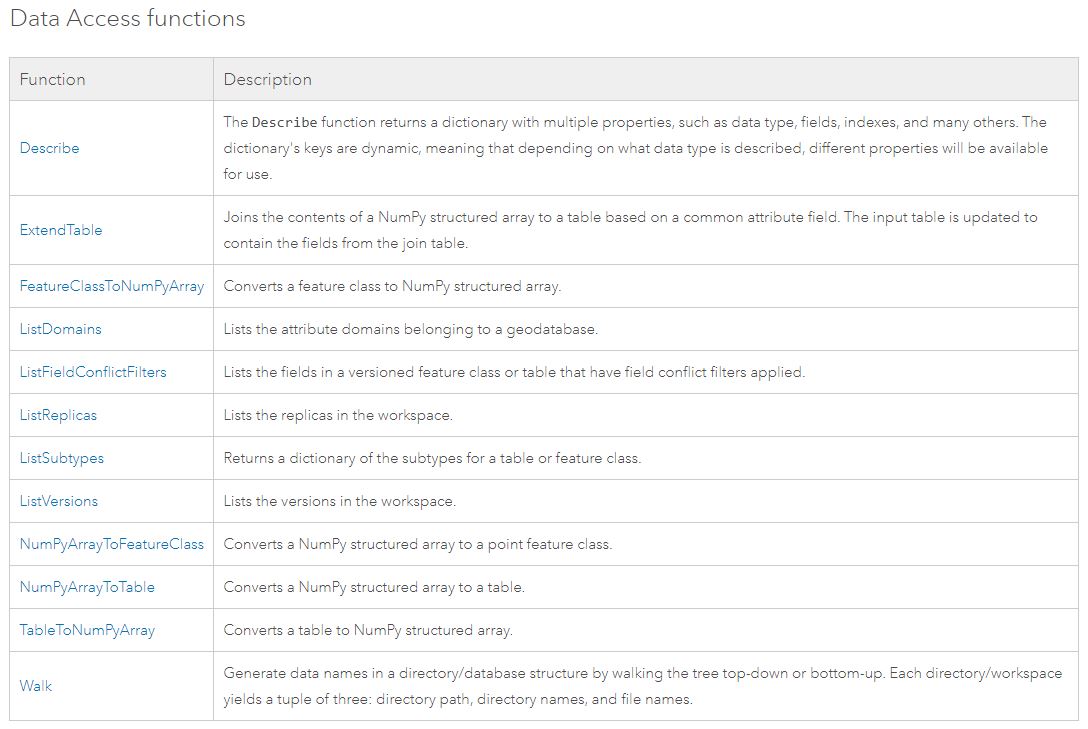 Data Access functions
Function
Description
Describe
The Describe function returns a dictionary with multiple properties, such as data type, fields, indexes, and many others. The
dictionary's keys are dynamic, meaning that depending on what data type is described, different properties will be available
for use.
ExtendTable
Joins the contents of a NumPy structured array to a table based on a common attribute field. The input table is updated to
contain the fields from the join table.
FeatureClassToNumPyArray
Converts a feature class to NumPy structured array.
ListDomains
Lists the attribute domains belonging to a geodatabase.
ListFieldConflictFilters
Lists the fields in a versioned feature class or table that have field conflict filters applied.
ListReplicas
Lists the replicas in the workspace.
ListSubtypes
Returns a dictionary of the subtypes for a table or feature class.
ListVersions
Lists the versions in the workspace.
NumPyArrayToFeatureClass
Converts a NumPy structured array to a point feature class.
NumPyArrayToTable
Converts a NumPy structured array to a table.
TableToNumPyArray
Converts a table to NumPy structured array.
Walk
Generate data names in a directory/database structure by walking the tree top-down or bottom-up. Each directory/workspace
yields a tuple of three: directory path, directory names, and file names.